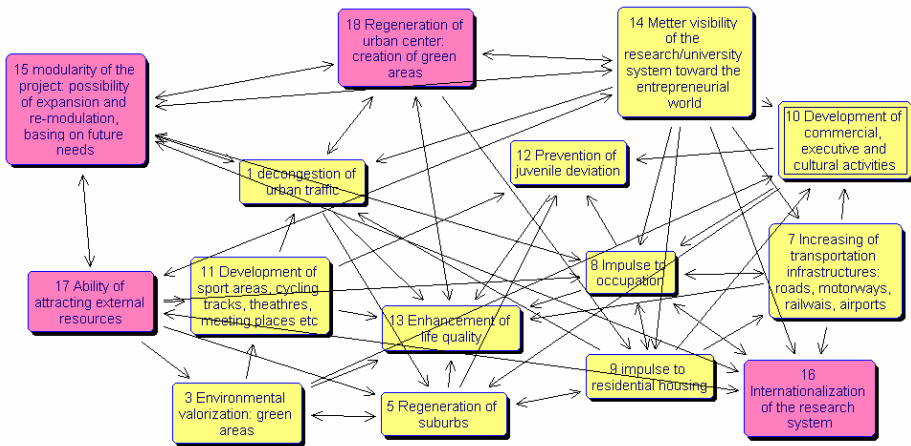 18 Regeneration of
urban center:
creation of green
areas
14 Metter visibility
of the
research/university
system toward the
entrepreneurial
world
15 modularity of the
project: possibility
of expansion and
re-modulation,
basing on future
needs
10 Development of
commercial,
executive and
cultural activities
12 Prevention of
juvenile deviation
1 decongestion of
urban traffic
7 Increasing of
transportation
infrastructures:
roads, motorways,
railwais, airports
8 Impulse to
occupation
11 Development of
sport areas, cycling
tracks, theathres,
meeting places etc
17 Ability of
attracting external
resources
13 Enhancement of
life quality
9 impulse to
residential housing
16
Internationalization
of the research
system
3 Environmental
valorization: green
areas
5 Regeneration of
suburbs